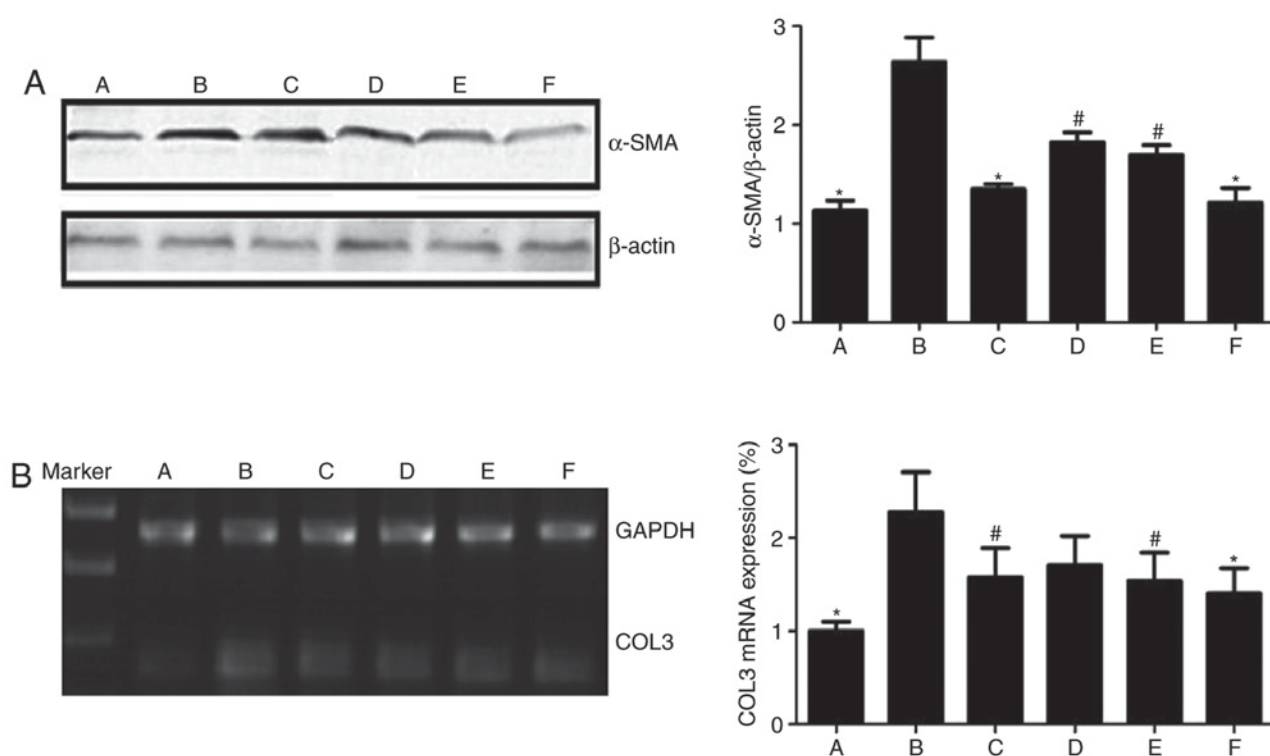 A
A B C D E F
α-SMA
β-actin
3
2
1
0
α-SMA/β-actin
*
*
#
#
*
A B C D E F
B
Marker A B C D E F
GAPDH
COL3
3
2
1
0
COL3 mRNA expression (%)
*
#
#
*
A B C D E F